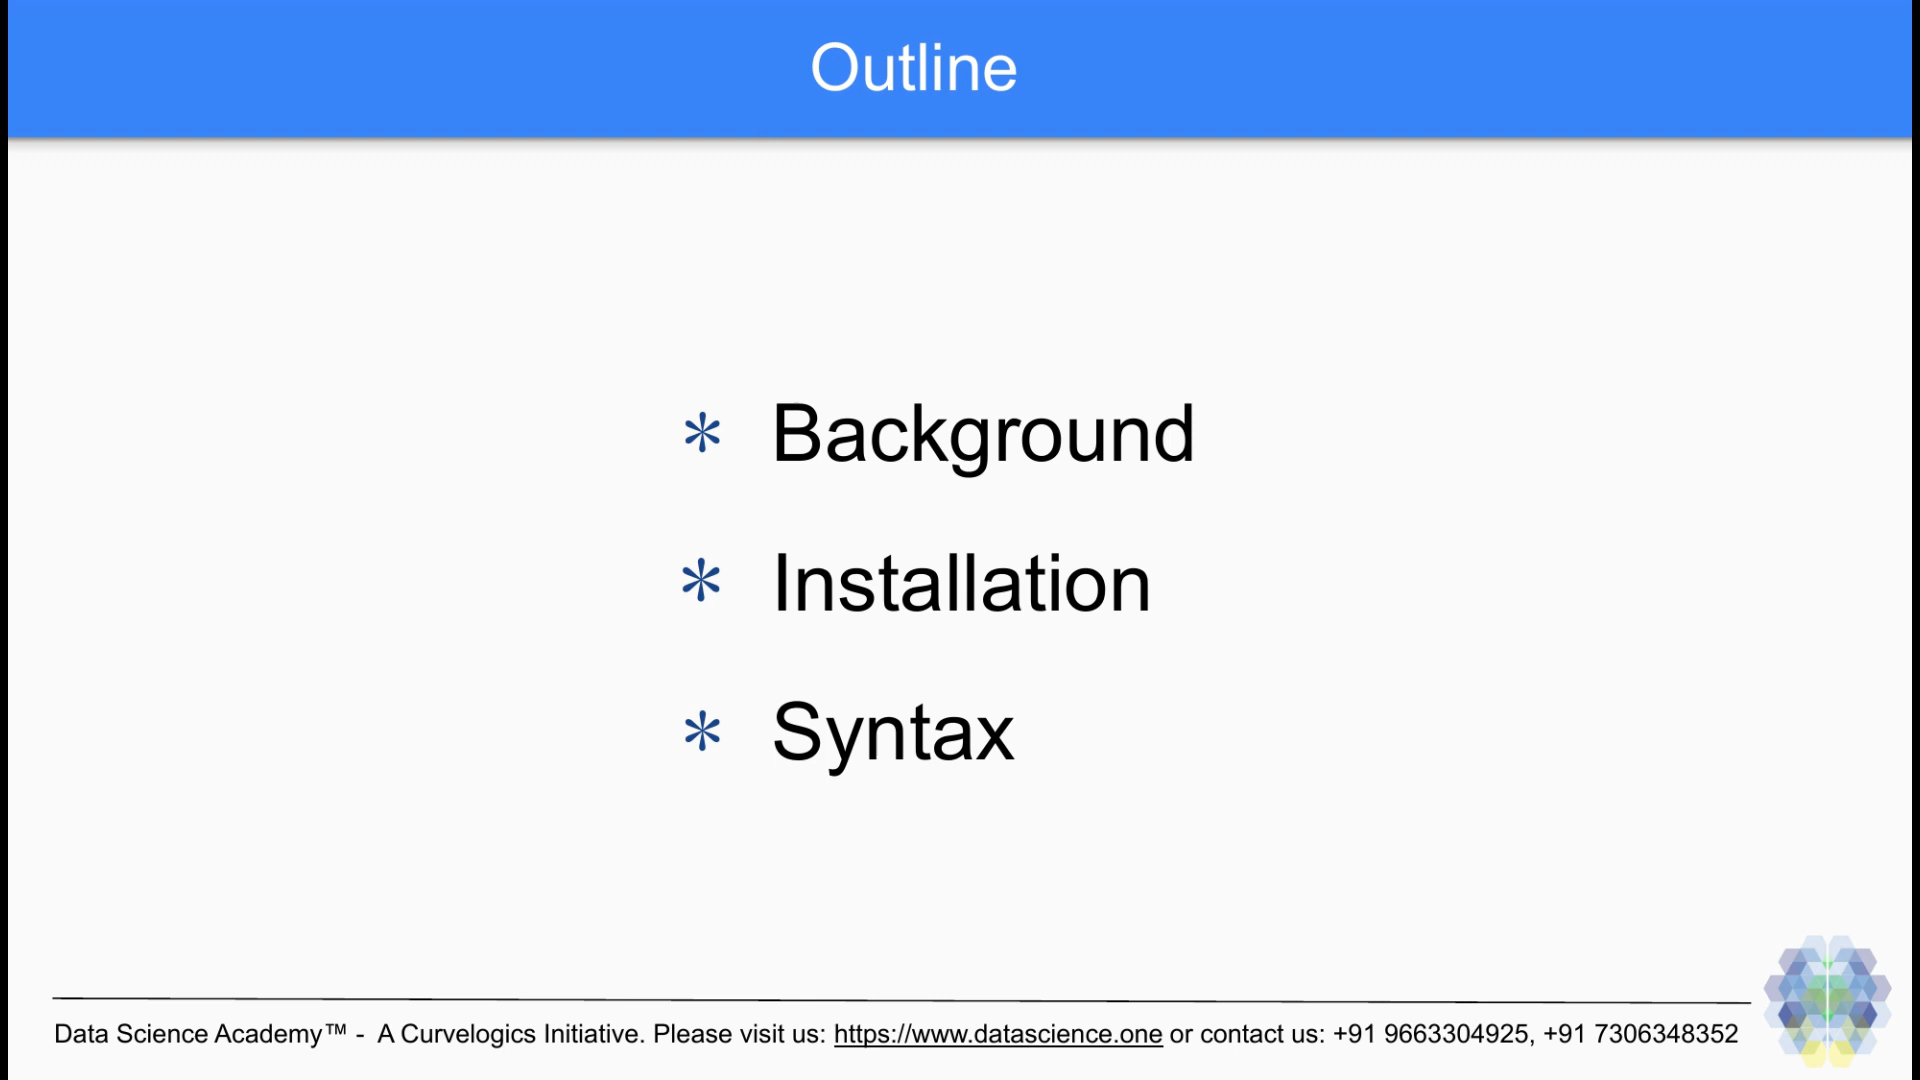 Outline
* Background
* Installation
* Syntax
Data Science Academy™ - A Curvelogics Initiative. Please visit us: https://www.datascience.one or contact us: +91 9663304925, +91 7306348352